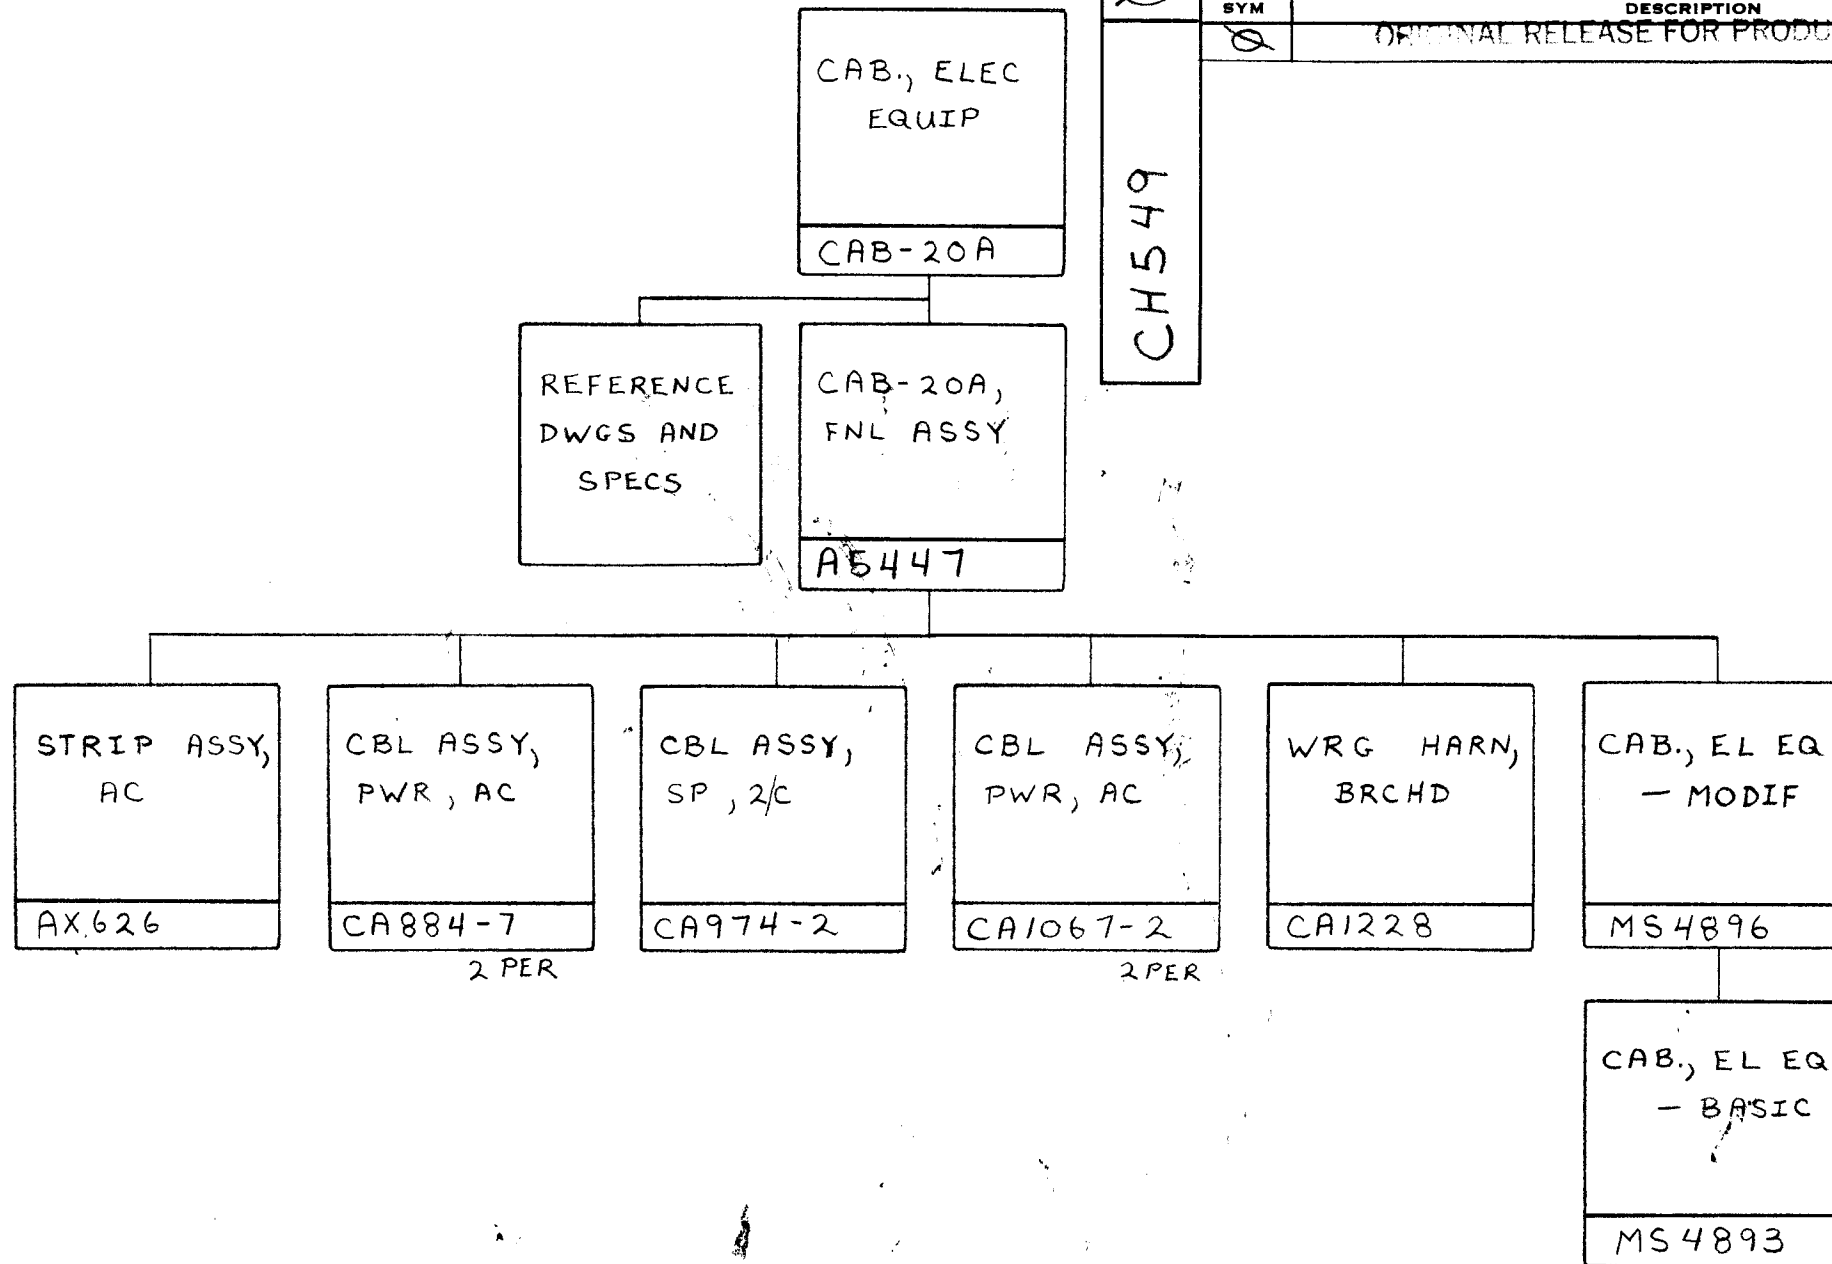 SYM
DESCRIPTION
ORIGINAL RELEASE FOR
CH549
CAB., ELEC
EQUIP
CAB-20A
REFERENCE
DWGS AND
SPECS
CAB-20A,
FNL ASSY
A5447
STRIP ASSY,
AC
AX626
CBL ASSY,
PWR, AC
CA884-7
2 PER
CBL ASSY,
SP, 2/C
CA974-2
CBL ASSY,
PWR, AC
CA1067-2
2 PER
WRG HARN,
BRCHD
CA1228
CAB., EL EQ
- MODIF
MS4896
CAB., EL EQ
- BASIC
MS4893